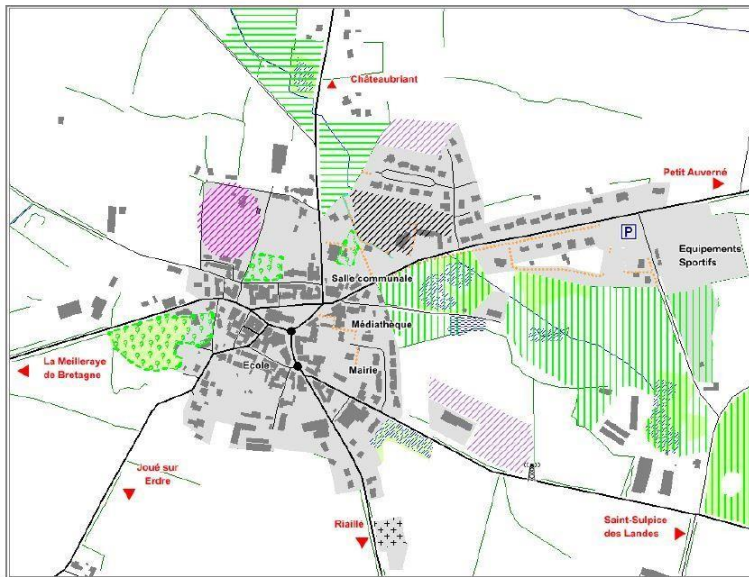 Châteaubriant
Petit Auverné
P
Equipements
Sportifs
Salle communale
Médiathèque
La Meilleraye
de Bretagne
Ecole
Mairie
Joué sur
Erdre
Riaille
Saint-Sulpice
des Landes